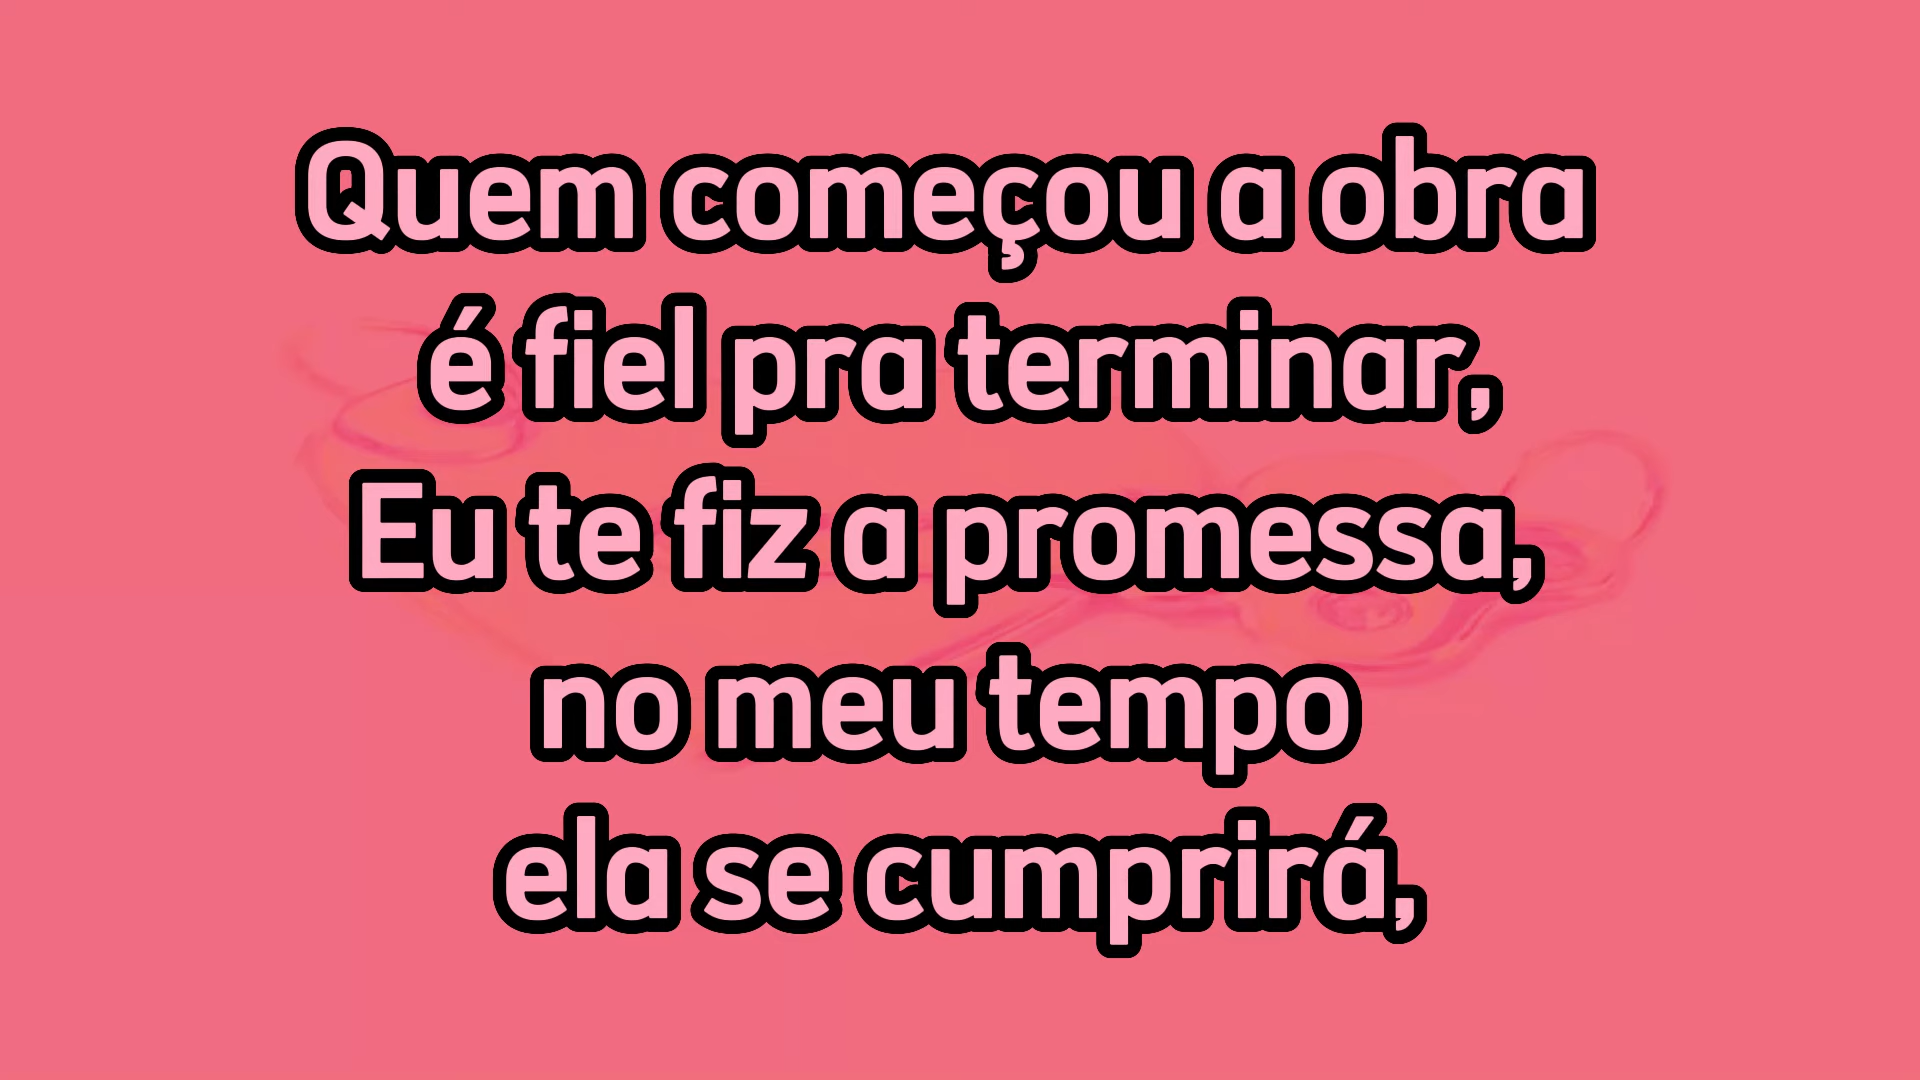 Quem começou a obra
é fiel pra terminar,
Eu te fiz a promessa,
no meu tempo
ela se cumprirá,